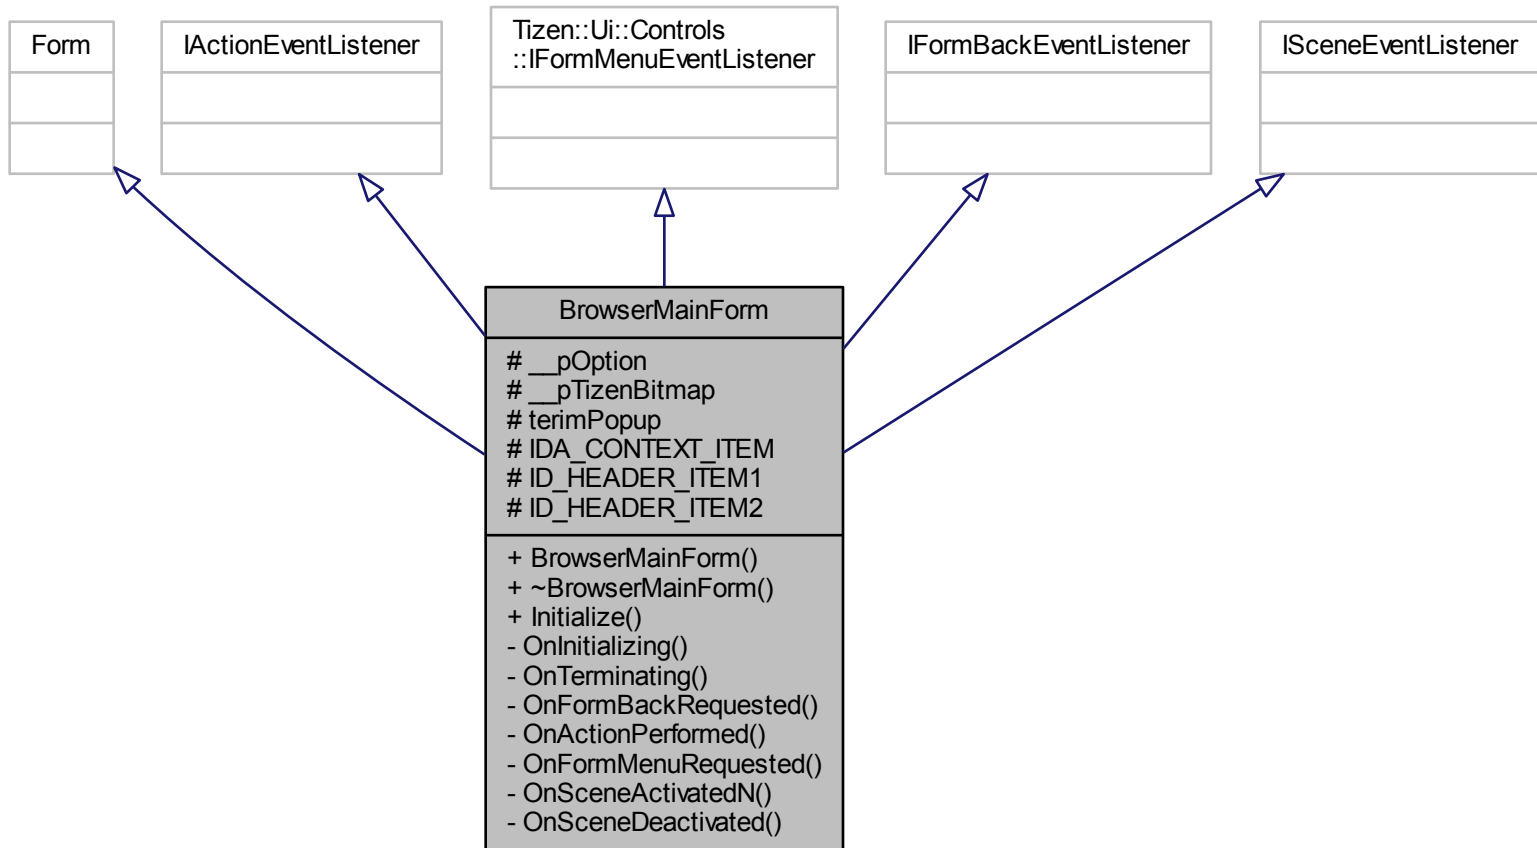 Form
IActionEventListener
Tizen::Ui::Controls
::IFormMenuEventListener
IFormBackEventListener
ISceneEventListener
BrowserMainForm
# __pOption
# __pTizenBitmap
# terimPopup
# IDA_CONTEXT_ITEM
# ID_HEADER_ITEM1
# ID_HEADER_ITEM2
+ BrowserMainForm()
+ ~BrowserMainForm()
+ Initialize()
- OnInitializing()
- OnTerminating()
- OnFormBackRequested()
- OnActionPerformed()
- OnFormMenuRequested()
- OnSceneActivatedN()
- OnSceneDeactivated()